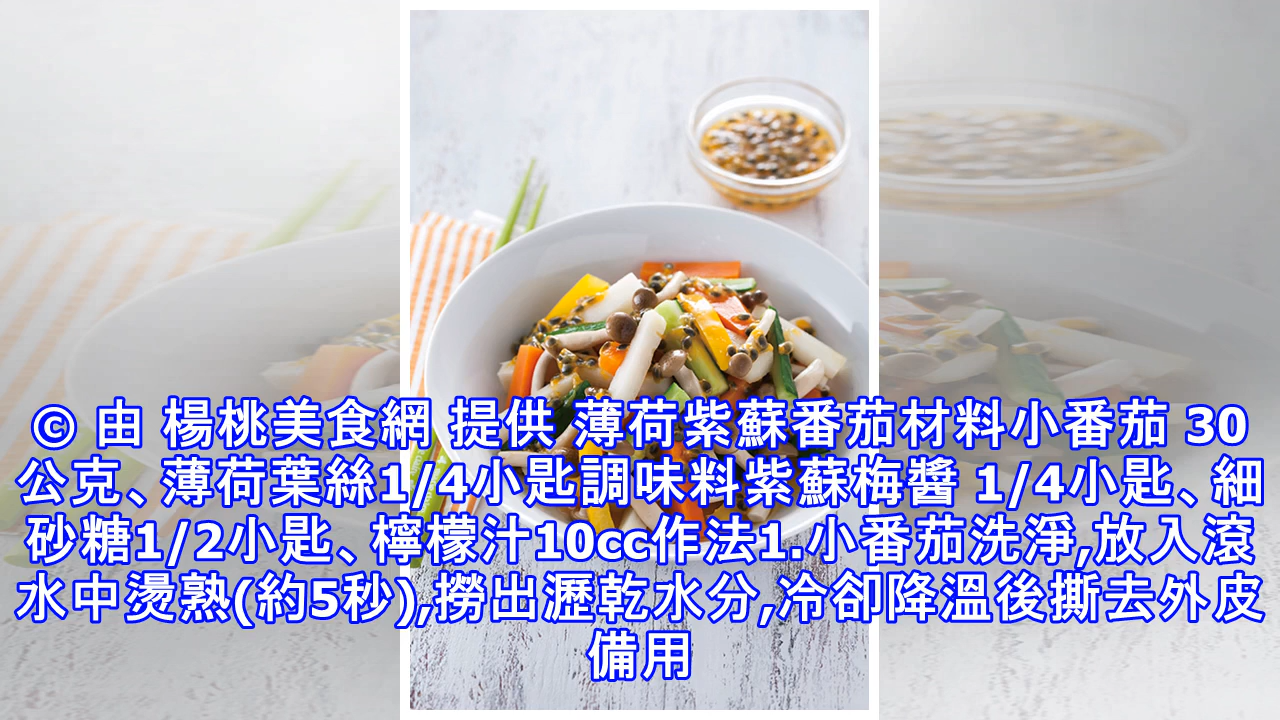 © 由 楊桃美食網 提供 薄荷紫蘇番茄材料小番茄 30
公克、薄荷葉絲1/4小匙調味料紫蘇梅醬 1/4小匙、細
砂糖1/2小匙、檸檬汁10cc作法1.小番茄洗淨,放入滾
水中燙熟(約5秒),撈出瀝乾水分,冷卻降溫後撕去外皮
備用